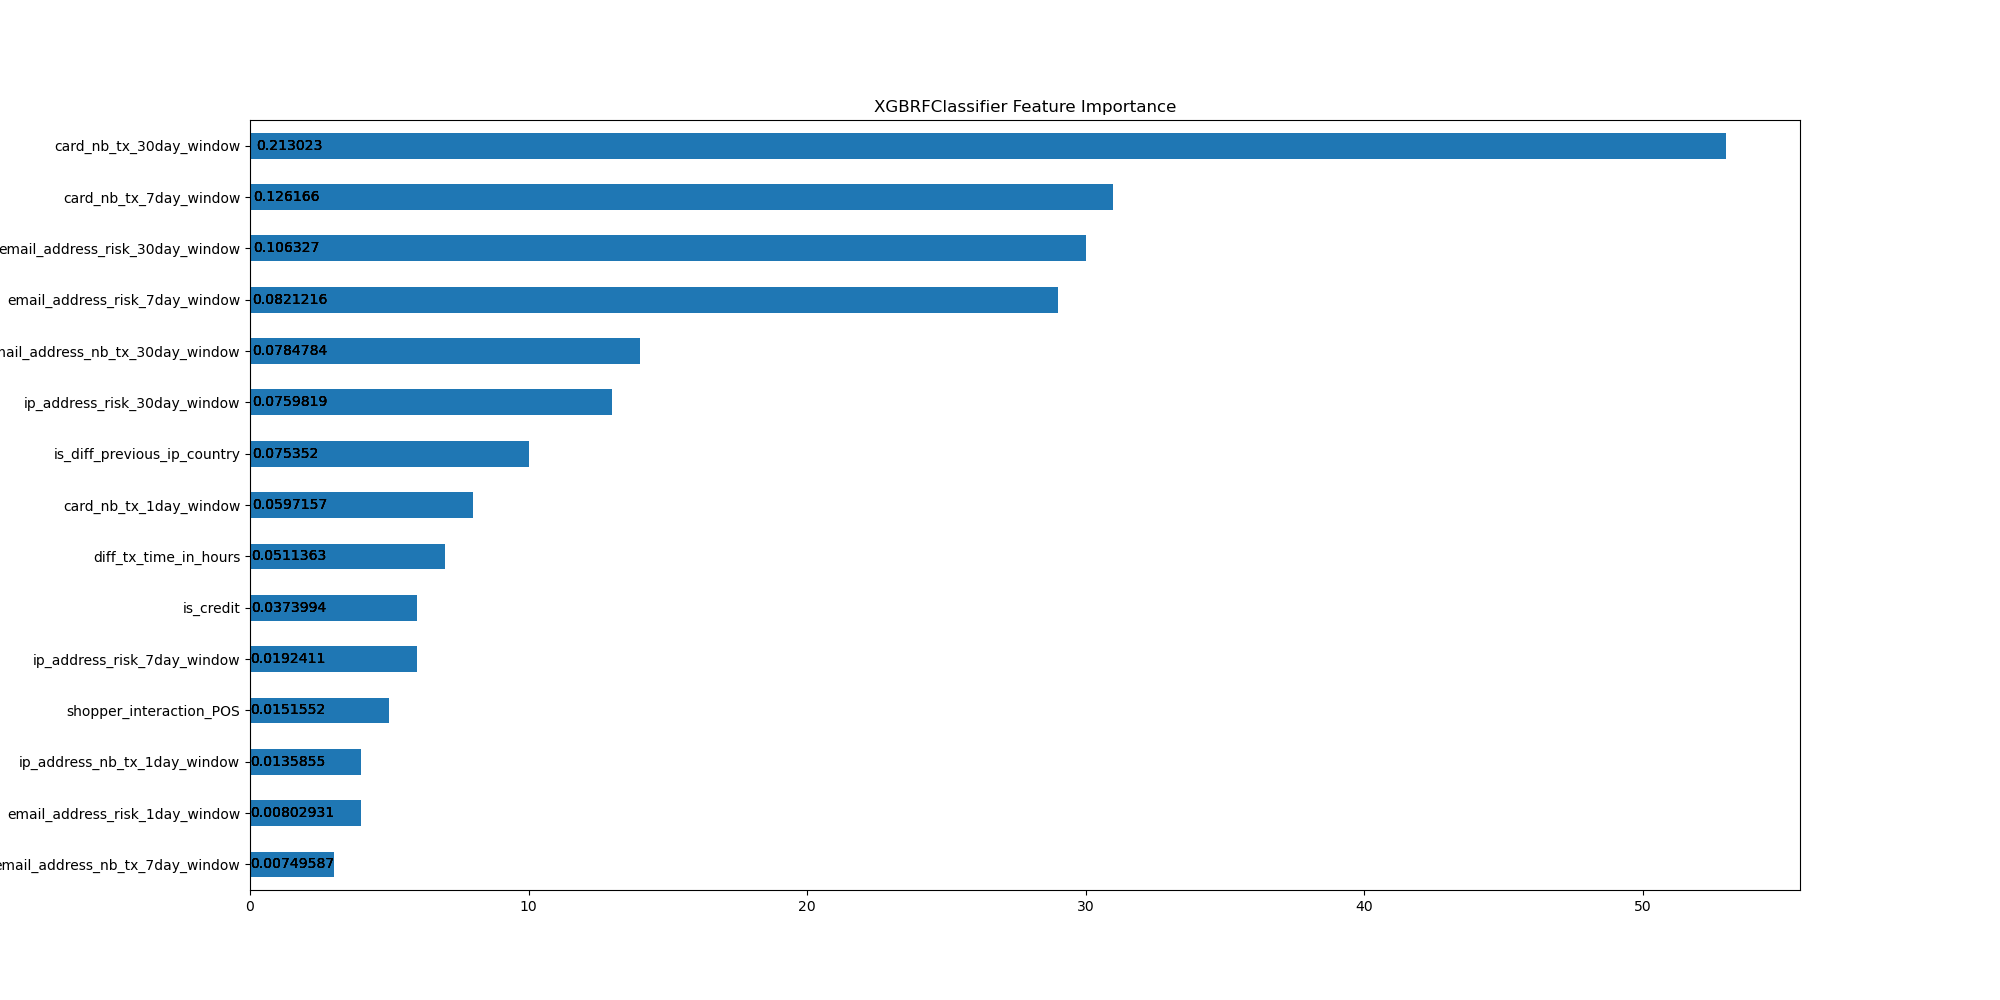 XGBRFClassifier Feature Importance
card_nb_tx_30day_window 0.213023
card_nb_tx_7day_window 0.126166
email_address_risk_30day_window 0.106327
email_address_risk_7day_window 0.0821216
mail_address_nb_tx_30day_window 0.0784784
ip_address_risk_30day_window 0.0759819
is_diff_previous_ip_country 0.075352
card_nb_tx_1day_window 0.0597157
diff_tx_time_in_hours 0.0511363
is_credit 0.0373994
ip_address_risk_7day_window 0.0192411
shopper_interaction_POS 0.0151552
ip_address_nb_tx_1day_window 0.0135855
email_address_risk_1day_window 0.00802931
email_address_nb_tx_7day_window 0.00749587
0 10 20 30 40 50